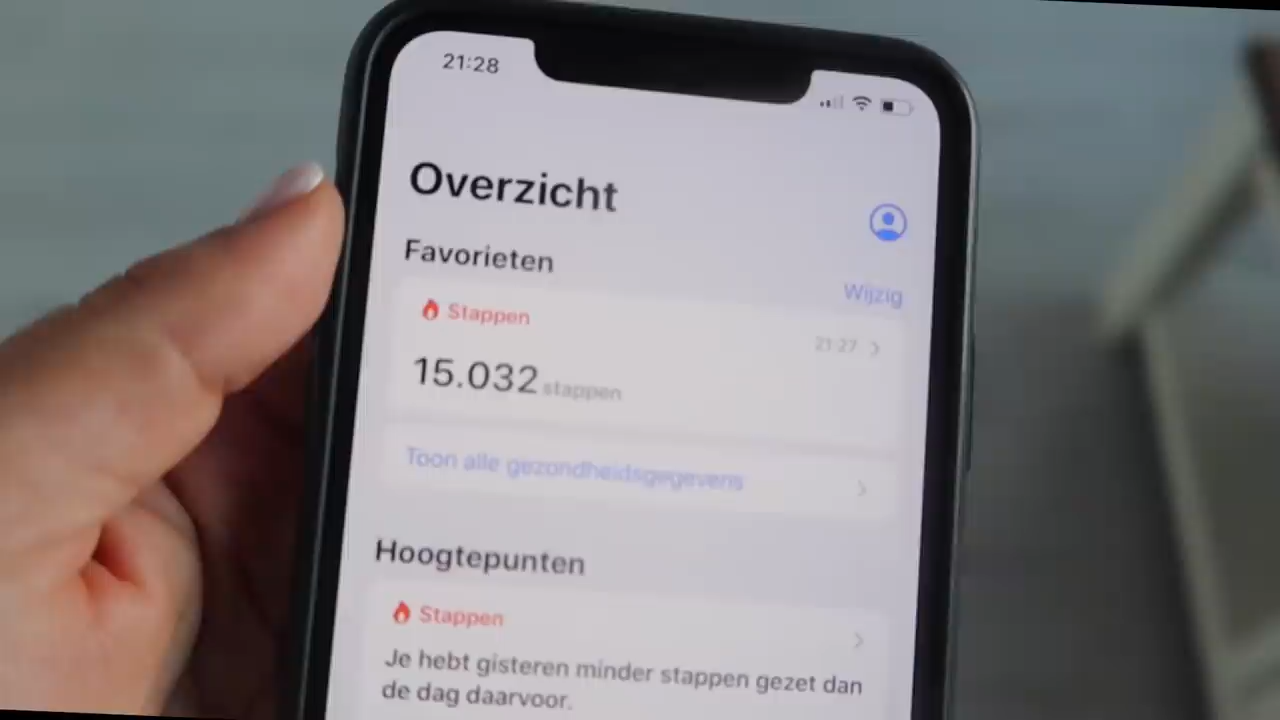 21:28
Overzicht
Favorieten
Wijzig
Stappen
21:27
15.032 stappen
Toon alle gezondheidsgegevens
Hoogtepunten
Stappen
Je hebt gisteren minder stappen gezet dan
de dag daarvoor.